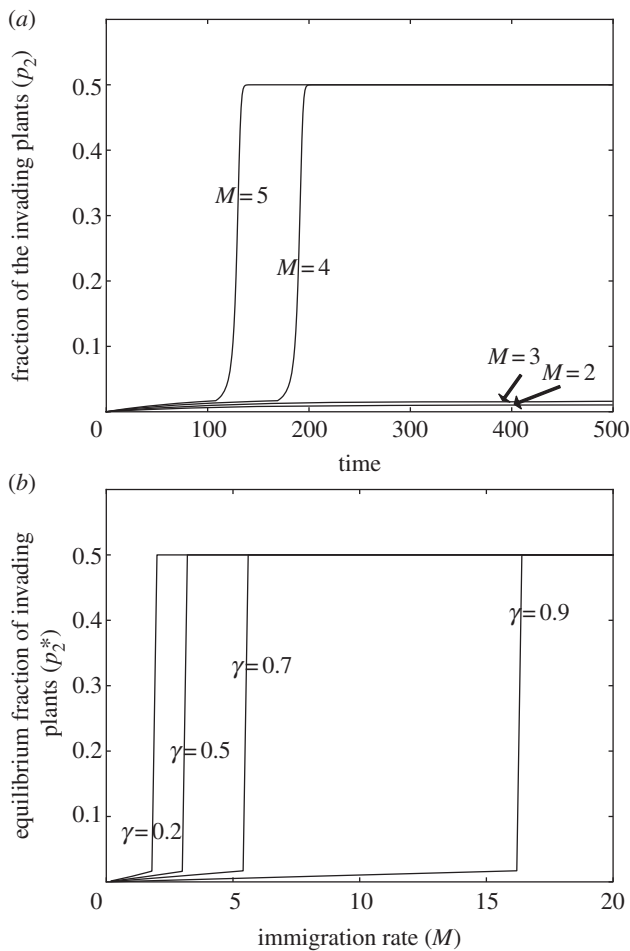 (a)
fraction of the invading plants (p₂)
0.5
0.4
0.3
0.2
0.1
M = 5
M = 4
M = 3
M = 2
0 100 200 300 400 500
time
(b)
equilibrium fraction of invading
plants (p₂*)
0.5
0.4
0.3
0.2
0.1
γ = 0.9
γ = 0.7
γ = 0.5
γ = 0.2
0 5 10 15 20
immigration rate (M)